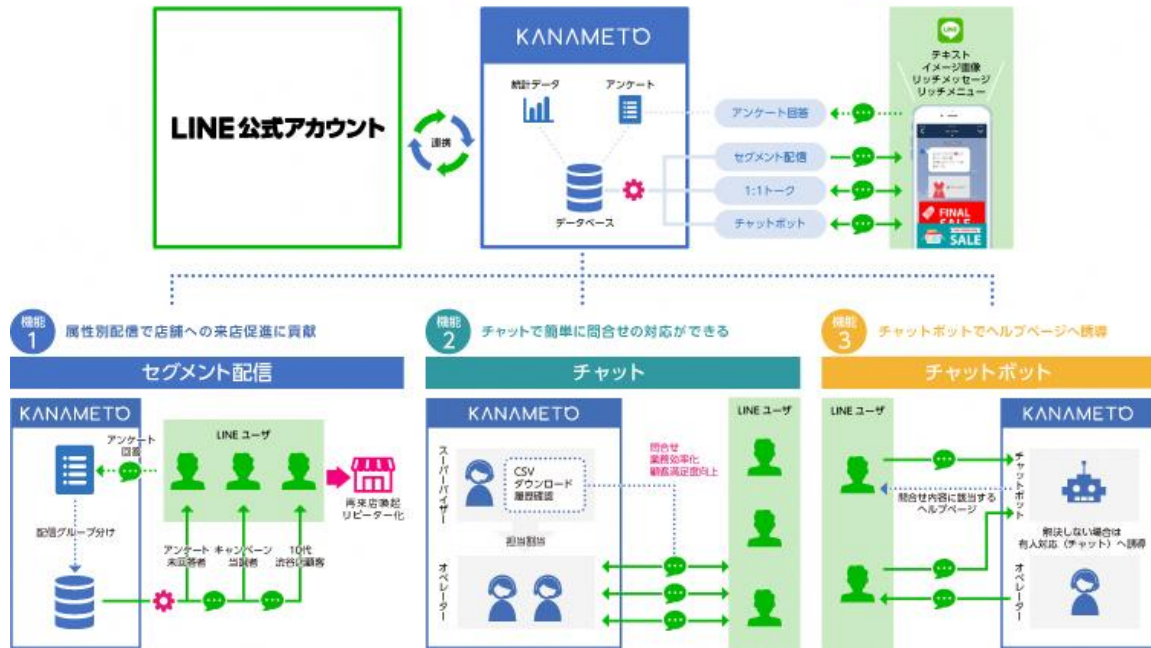 LINE公式アカウント
連携
KANAMETO
統計データ
アンケート
データベース
アンケート回答
セグメント配信
1:1トーク
チャットボット
LINE
テキスト
イメージ画像
リッチメッセージ
リッチメニュー
FINAL
SALE
SALE
機能
1
属性別配信で店舗への来店促進に貢献
セグメント配信
KANAMETO
アンケート
回答
配信グループ分け
LINE ユーザ
アンケート
未回答者
キャンペーン
当選者
10代
渋谷店顧客
再来店喚起
リピーター化
機能
2
チャットで簡単に問合せの対応ができる
チャット
KANAMETO
スーパーバイザー
CSV
ダウンロード
履歴確認
担当割当
オペレーター
問合せ
業務効率化
顧客満足度向上
LINE ユーザ
機能
3
チャットボットでヘルプページへ誘導
チャットボット
LINE ユーザ
KANAMETO
チャットボット
問合せ内容に該当する
ヘルプページ
解決しない場合は
有人対応（チャット）へ誘導
オペレーター